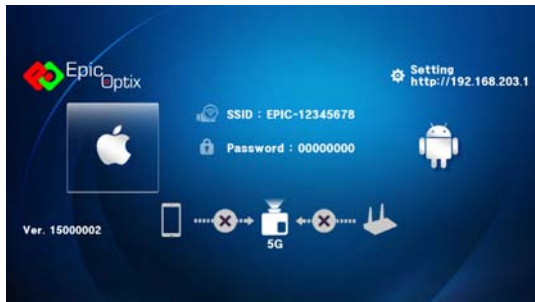 Epic
Optix
Setting
http://192.168.203.1
SSID : EPIC-12345678
Password : 00000000
Ver. 15000002
5G